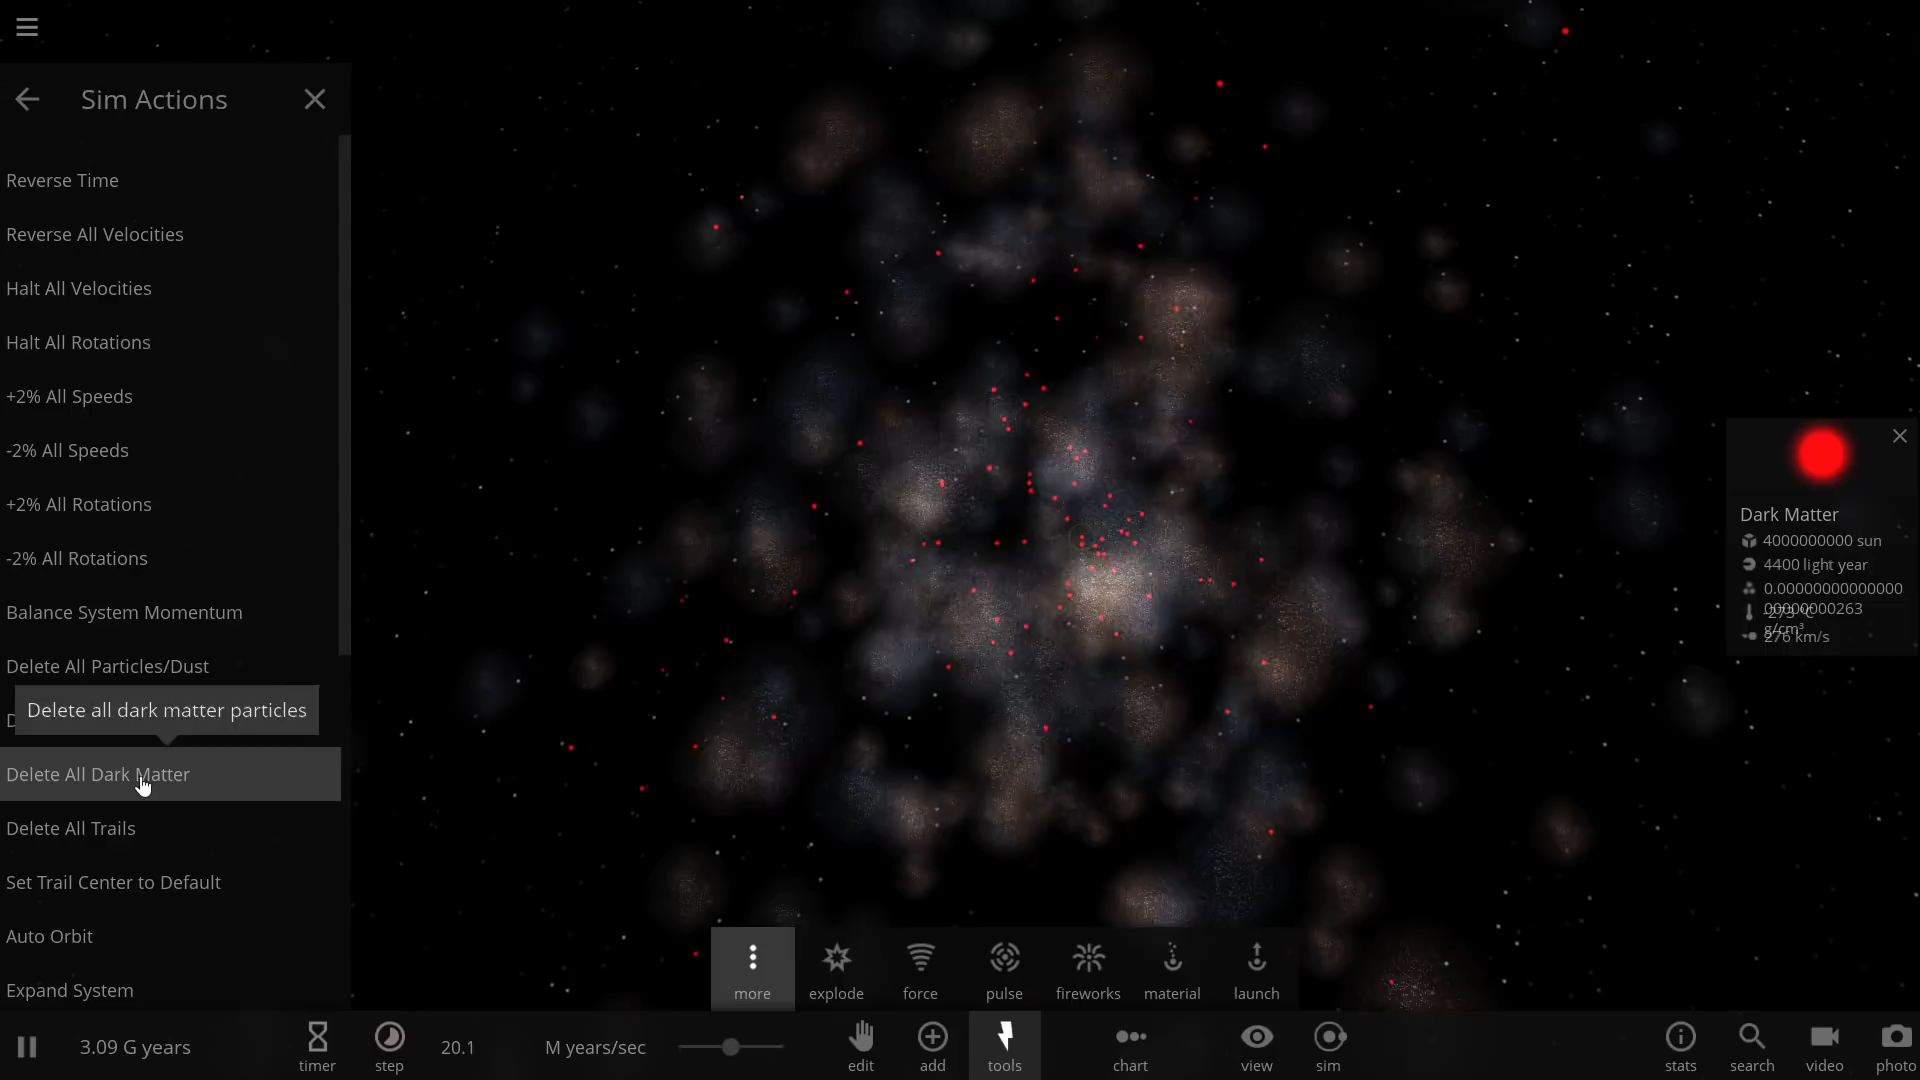 Sim Actions
Reverse Time
Reverse All Velocities
Halt All Velocities
Halt All Rotations
+2% All Speeds
-2% All Speeds
+2% All Rotations
-2% All Rotations
Balance System Momentum
Delete All Particles/Dust
Delete all dark matter particles
D
Delete All Dark Matter
Delete All Trails
Set Trail Center to Default
Auto Orbit
Expand System
Dark Matter
4000000000 sun
4400 light year
0.00000000000000
00000000263
-273 °C
g/cm³
276 km/s
more
explode
force
pulse
fireworks
material
launch
3.09 G years
timer
step
20.1
M years/sec
edit
add
tools
chart
view
sim
stats
search
video
photo